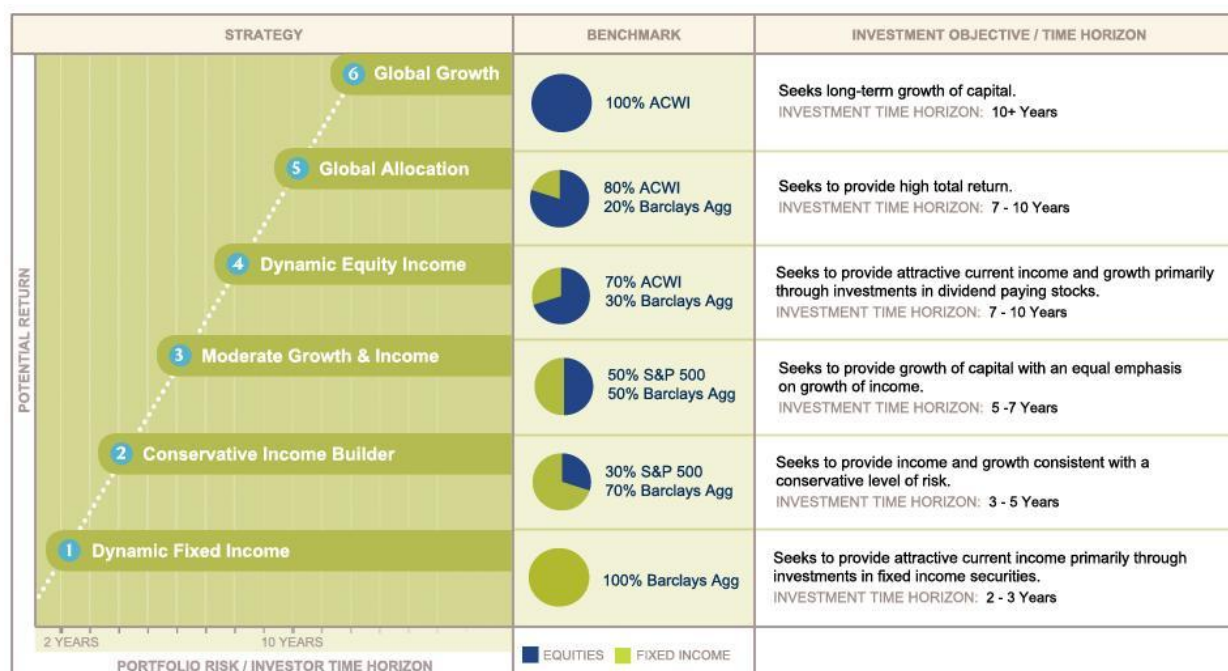 STRATEGY
BENCHMARK
INVESTMENT OBJECTIVE / TIME HORIZON
POTENTIAL RETURN
6 Global Growth
100% ACWI
Seeks long-term growth of capital.
INVESTMENT TIME HORIZON: 10+ Years
5 Global Allocation
80% ACWI
20% Barclays Agg
Seeks to provide high total return.
INVESTMENT TIME HORIZON: 7 - 10 Years
4 Dynamic Equity Income
70% ACWI
30% Barclays Agg
Seeks to provide attractive current income and growth primarily
through investments in dividend paying stocks.
INVESTMENT TIME HORIZON: 7 - 10 Years
3 Moderate Growth & Income
50% S&P 500
50% Barclays Agg
Seeks to provide growth of capital with an equal emphasis
on growth of income.
INVESTMENT TIME HORIZON: 5 -7 Years
2 Conservative Income Builder
30% S&P 500
70% Barclays Agg
Seeks to provide income and growth consistent with a
conservative level of risk.
INVESTMENT TIME HORIZON: 3 - 5 Years
1 Dynamic Fixed Income
100% Barclays Agg
Seeks to provide attractive current income primarily through
investments in fixed income securities.
INVESTMENT TIME HORIZON: 2 - 3 Years
2 YEARS
10 YEARS
PORTFOLIO RISK / INVESTOR TIME HORIZON
EQUITIES
FIXED INCOME